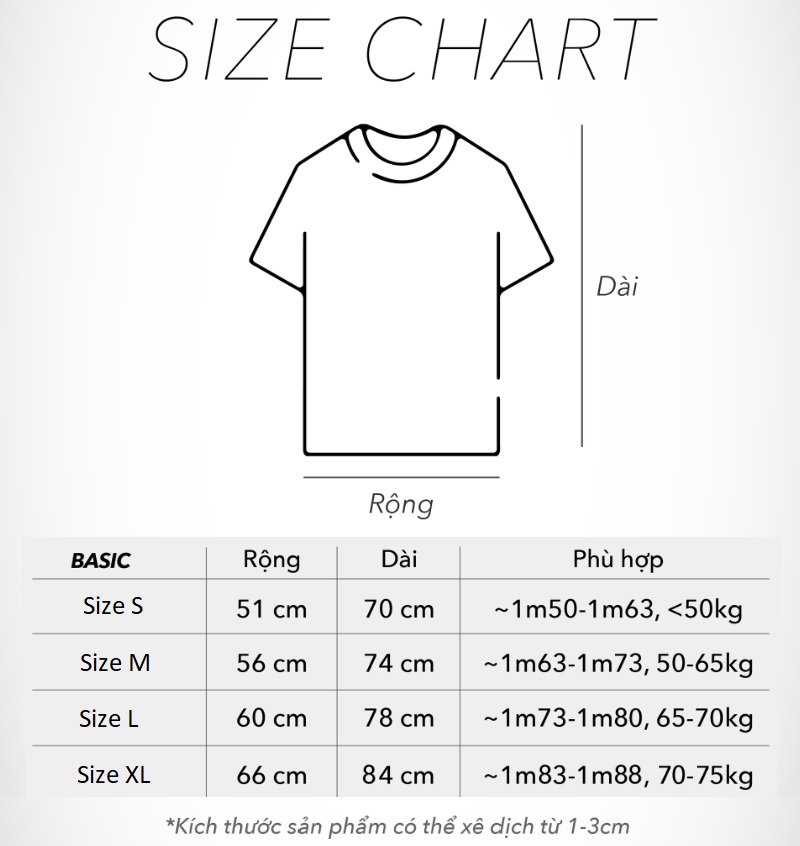 SIZE CHART
Dài
Rộng
BASIC Rộng Dài Phù hợp
Size S 51 cm 70 cm ~1m50-1m63, <50kg
Size M 56 cm 74 cm ~1m63-1m73, 50-65kg
Size L 60 cm 78 cm ~1m73-1m80, 65-70kg
Size XL 66 cm 84 cm ~1m83-1m88, 70-75kg
*Kích thước sản phẩm có thể xê dịch từ 1-3cm